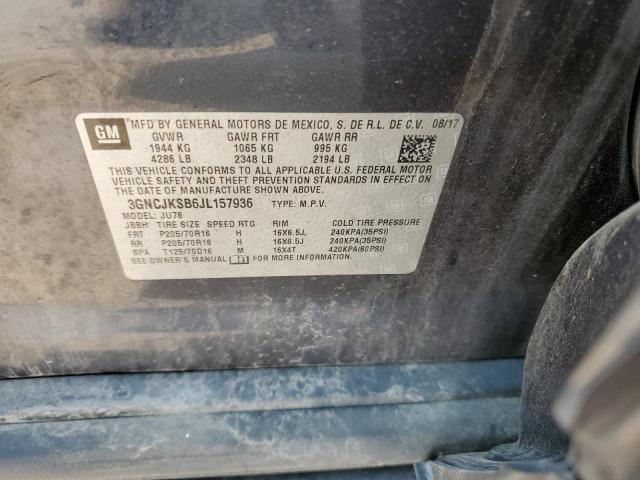 GM
MFD BY GENERAL MOTORS DE MEXICO, S. DE R.L. DE C.V. 08/17
GVWR GAWR FRT GAWR RR
1944 KG 1065 KG 995 KG
4286 LB 2348 LB 2194 LB
THIS VEHICLE CONFORMS TO ALL APPLICABLE U.S. FEDERAL MOTOR
VEHICLE SAFETY AND THEFT PREVENTION STANDARDS IN EFFECT
ON THE DATE OF MANUFACTURE SHOWN ABOVE.
3GNCJKSB6JL157936 TYPE: M.P.V.
MODEL: JU76
JBBH TIRE SIZE SPEED RTG RIM COLD TIRE PRESSURE
FRT P205/70R16 H 16X6.5J 240KPA(35PSI)
RR P205/70R16 H 16X6.5J 240KPA(35PSI)
SPA T125/70D16 M 16X4T 420KPA(60PSI)
SEE OWNER'S MANUAL FOR MORE INFORMATION.